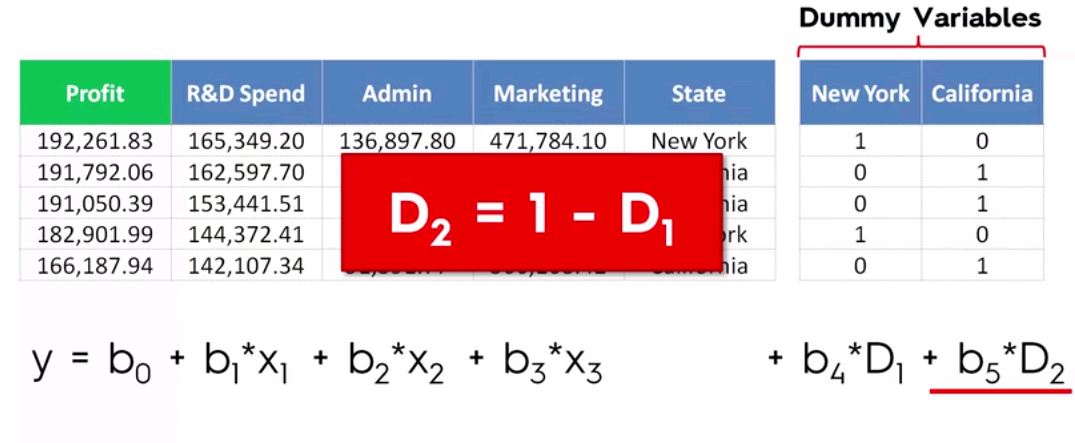 Dummy Variables
Profit R&D Spend Admin Marketing State New York California
192,261.83 165,349.20 136,897.80 471,784.10 New York 1 0
191,792.06 162,597.70 0 1
191,050.39 153,441.51 0 1
182,901.99 144,372.41 1 0
166,187.94 142,107.34 0 1
D₂ = 1 - D₁
y = b₀ + b₁*x₁ + b₂*x₂ + b₃*x₃ + b₄*D₁ + b₅*D₂